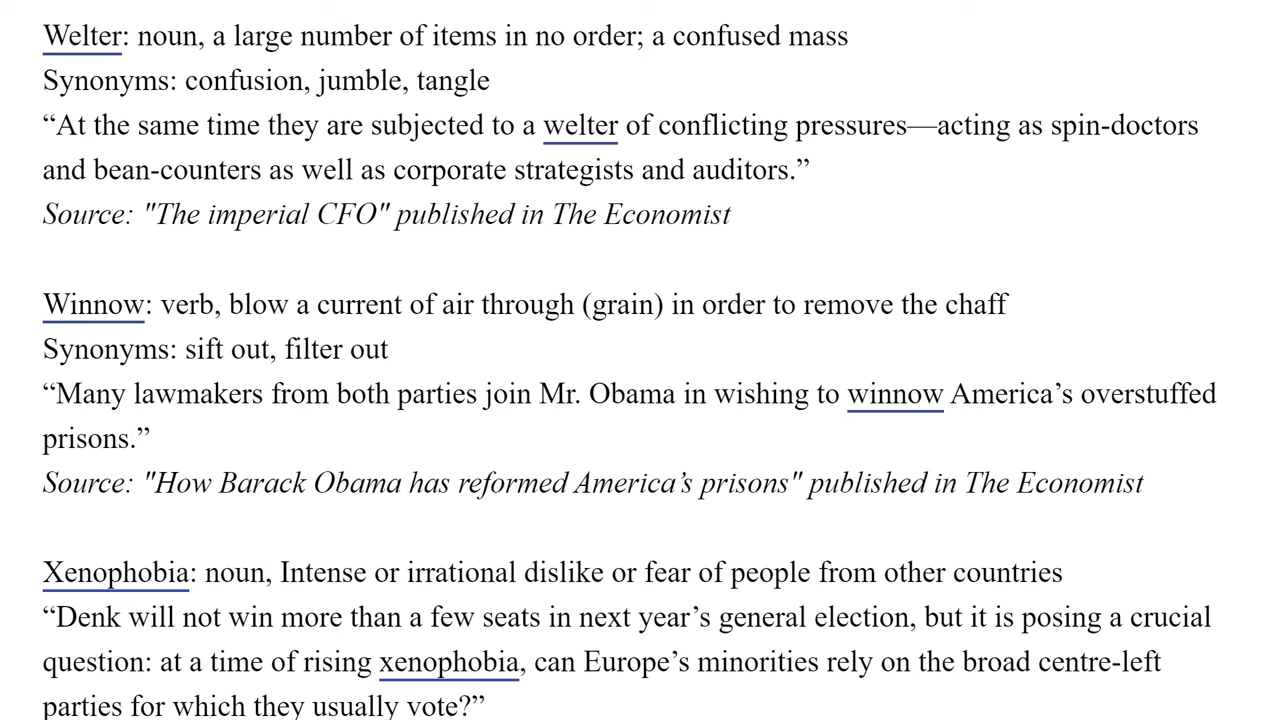 Welter: noun, a large number of items in no order; a confused mass
Synonyms: confusion, jumble, tangle
“At the same time they are subjected to a welter of conflicting pressures—acting as spin-doctors
and bean-counters as well as corporate strategists and auditors.”
Source: "The imperial CFO" published in The Economist
Winnow: verb, blow a current of air through (grain) in order to remove the chaff
Synonyms: sift out, filter out
“Many lawmakers from both parties join Mr. Obama in wishing to winnow America’s overstuffed
prisons.”
Source: "How Barack Obama has reformed America’s prisons" published in The Economist
Xenophobia: noun, Intense or irrational dislike or fear of people from other countries
“Denk will not win more than a few seats in next year’s general election, but it is posing a crucial
question: at a time of rising xenophobia, can Europe’s minorities rely on the broad centre-left
parties for which they usually vote?”